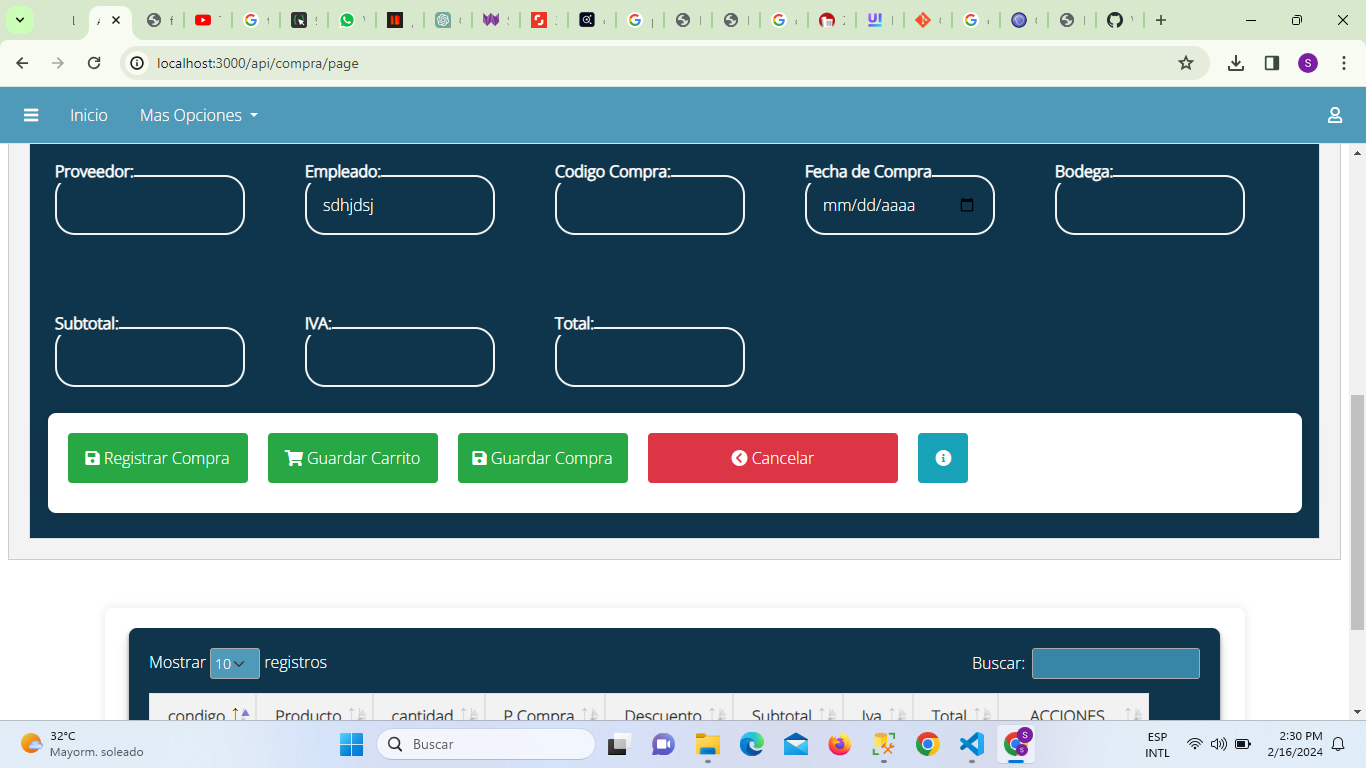 localhost:3000/api/compra/page
S
Inicio Mas Opciones
Proveedor: Empleado: Codigo Compra: Fecha de Compra Bodega:
sdhjdsj mm/dd/aaaa
Subtotal: IVA: Total:
Registrar Compra Guardar Carrito Guardar Compra Cancelar
Mostrar 10 registros Buscar:
condigo Producto cantidad P.Compra Descuento Subtotal Iva Total ACCIONES
32°C
Mayorm. soleado
Buscar
ESP
INTL
2:30 PM
2/16/2024